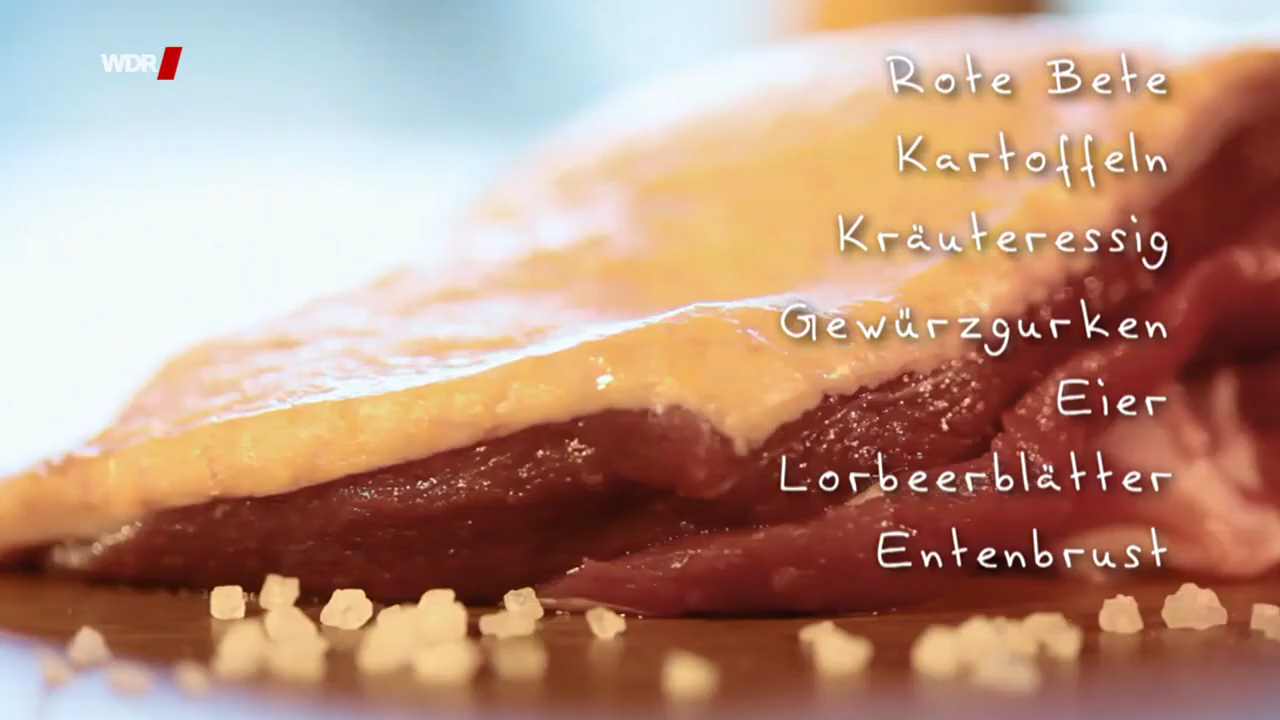 WDR
Rote Bete
Kartoffeln
Kräuteressig
Gewürzgurken
Eier
Lorbeerblätter
Entenbrust